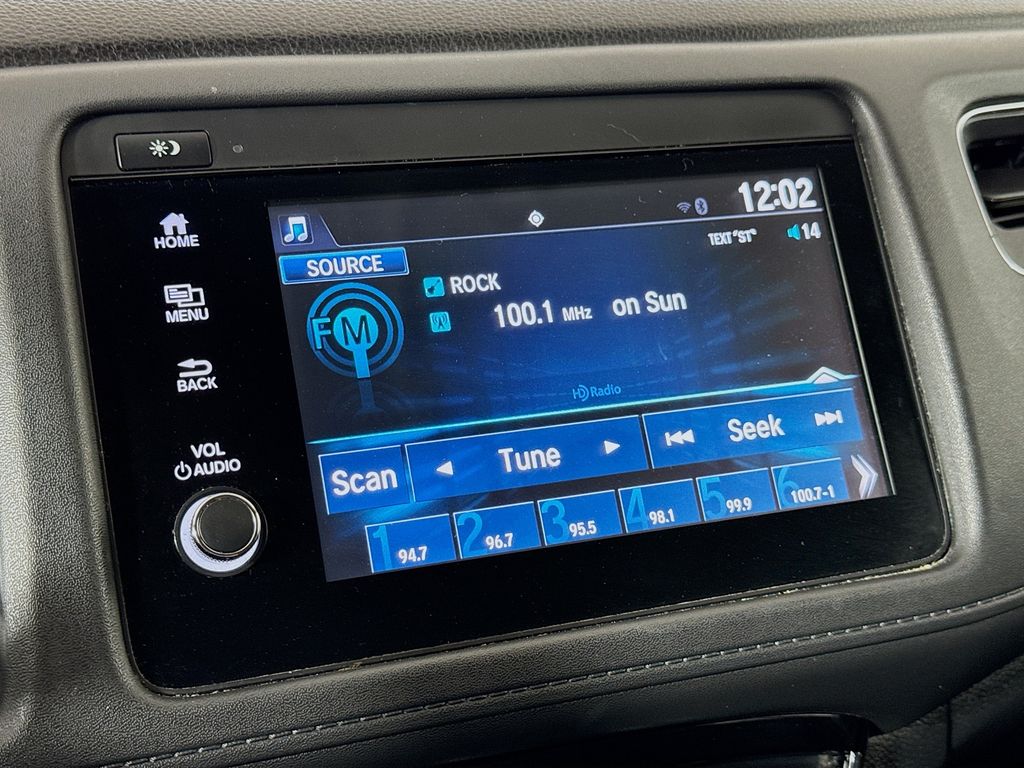 HOME
MENU
BACK
VOL
AUDIO
12:02
TEXT "ST" 14
SOURCE
FM
ROCK
100.1 MHz on Sun
HD Radio
Scan Tune Seek
1 94.7 2 96.7 3 95.5 4 98.1 5 99.9 6 100.7-1